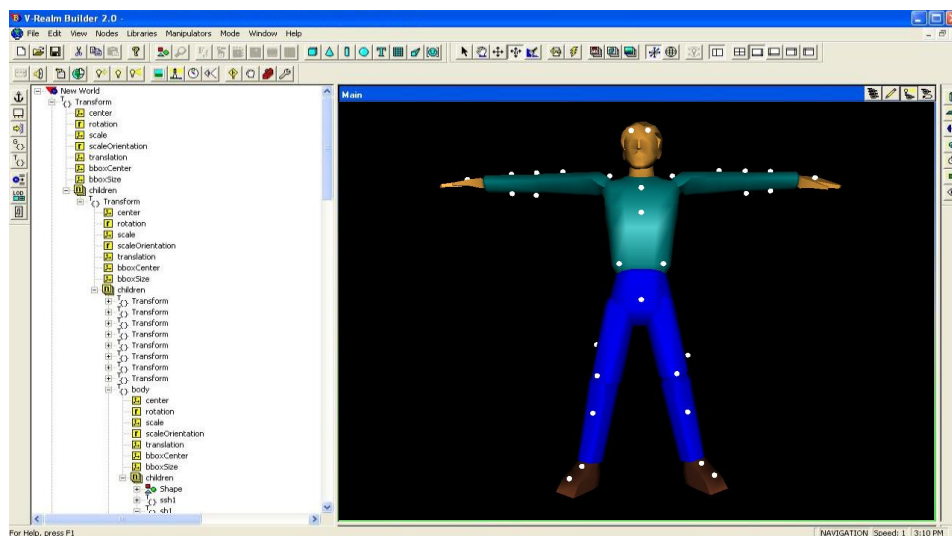 V-Realm Builder 2.0 -
File Edit View Nodes Libraries Manipulators Mode Window Help
New World
Transform
center
rotation
scale
scaleOrientation
translation
bboxCenter
bboxSize
children
Transform
center
rotation
scale
scaleOrientation
translation
bboxCenter
bboxSize
children
Transform
Transform
Transform
Transform
Transform
Transform
Transform
Transform
body
center
rotation
scale
scaleOrientation
translation
bboxCenter
bboxSize
children
Shape
ssh1
sb1
Main
LOD
For Help, press F1
NAVIGATION Speed: 1 3:10 PM